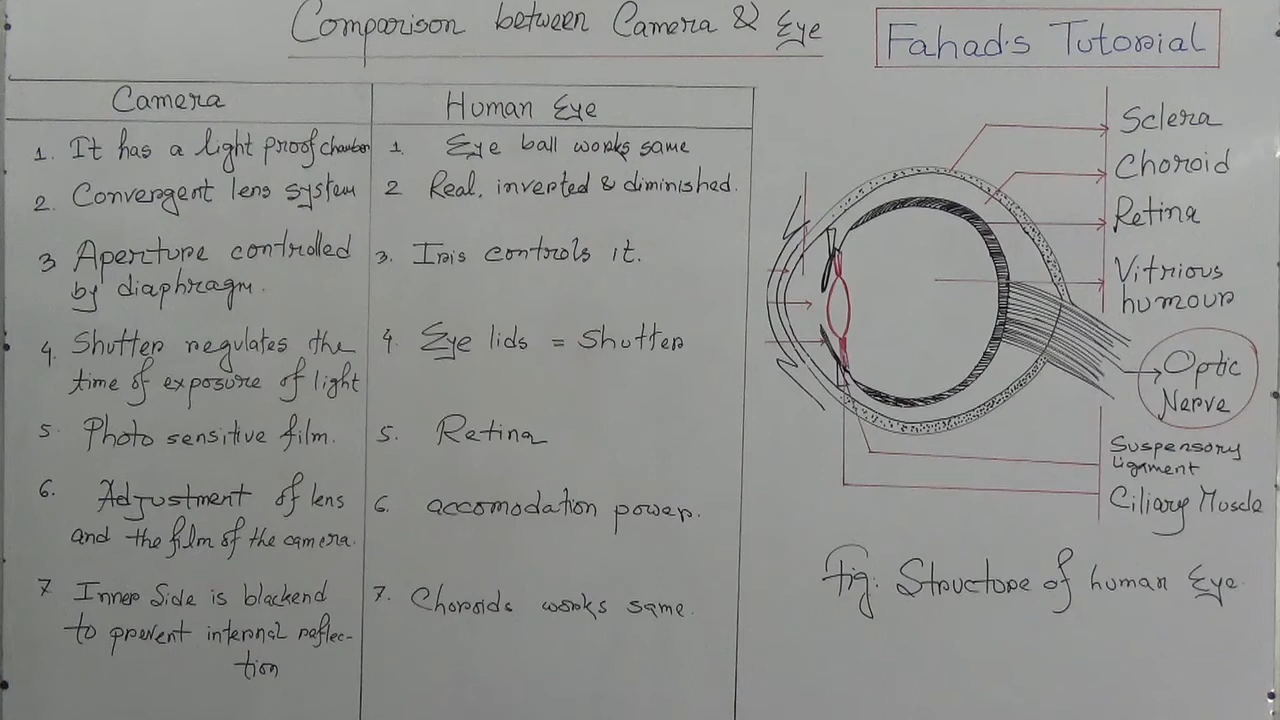 Comparison between Camera & Eye
Fahad's Tutorial
Camera
Human Eye
1. It has a light proof chamber
1. Eye ball works same
2. Convergent lens system
2 Real, inverted & diminished.
3 Aperture controlled
by diaphragm.
3. Iris controls it.
4. Shutter regulates the
time of exposure of light
4. Eye lids = Shutter
5. Photo sensitive film.
5. Retina
6. Adjustment of lens
and the film of the camera.
6. accomodation power.
7 Inner Side is blackend
to prevent internal reflec-
tion
7. Choroids works same.
Sclera
Choroid
Retina
Vitrious
humour
Optic
Nerve
Suspensory
Ligament
Ciliary Muscle
Fig: Structure of human Eye.